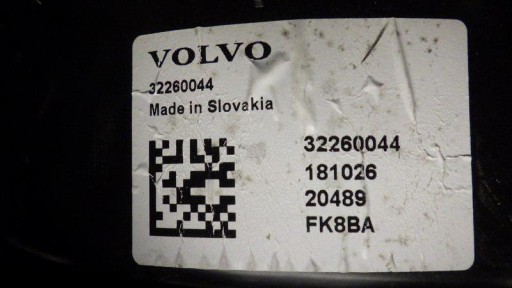 VOLVO
32260044
Made in Slovakia
32260044
181026
20489
FK8BA